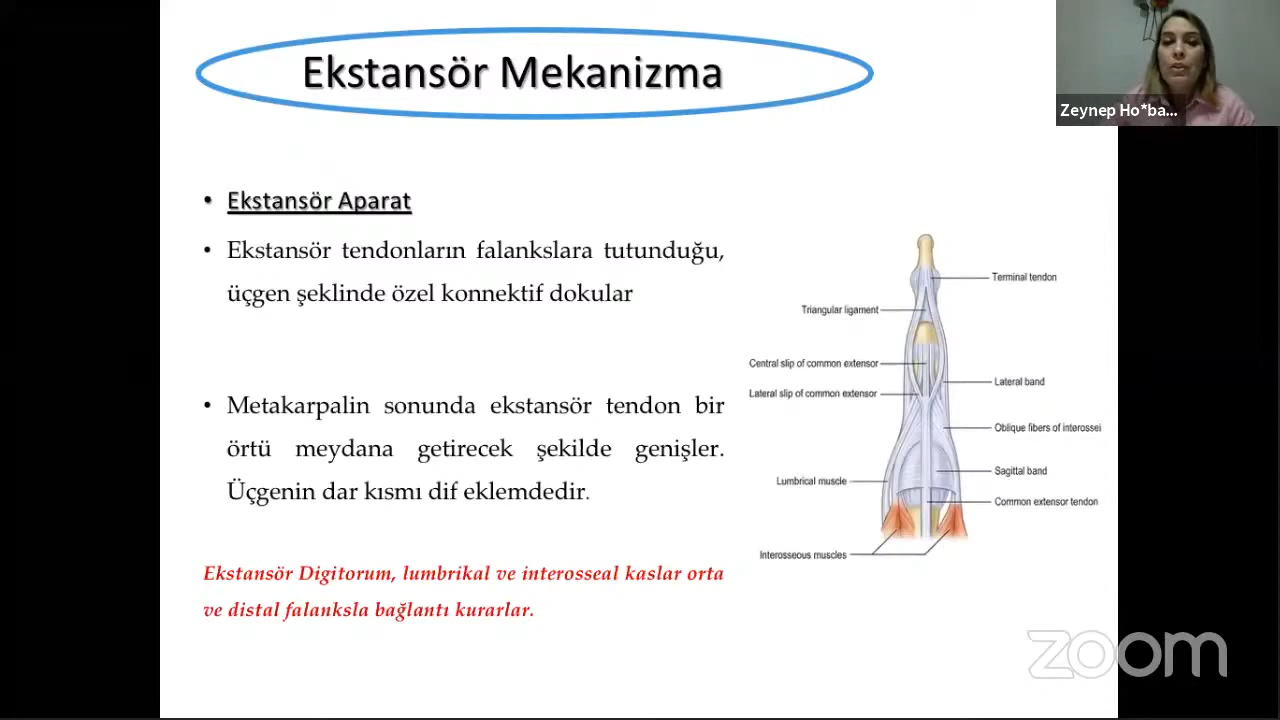 Ekstansör Mekanizma
Zeynep Ho*ba...
• Ekstansör Aparat
• Ekstansör tendonların falankslara tutunduğu,
üçgen şeklinde özel konnektif dokular
• Metakarpalin sonunda ekstansör tendon bir
örtü meydana getirecek şekilde genişler.
Üçgenin dar kısmı dif eklemdedir.
Ekstansör Digitorum, lumbrikal ve interosseal kaslar orta
ve distal falanksla bağlantı kurarlar.
Terminal tendon
Triangular ligament
Central slip of common extensor
Lateral band
Lateral slip of common extensor
Oblique fibers of interossei
Sagittal band
Lumbrical muscle
Common extensor tendon
Interosseous muscles
zoom